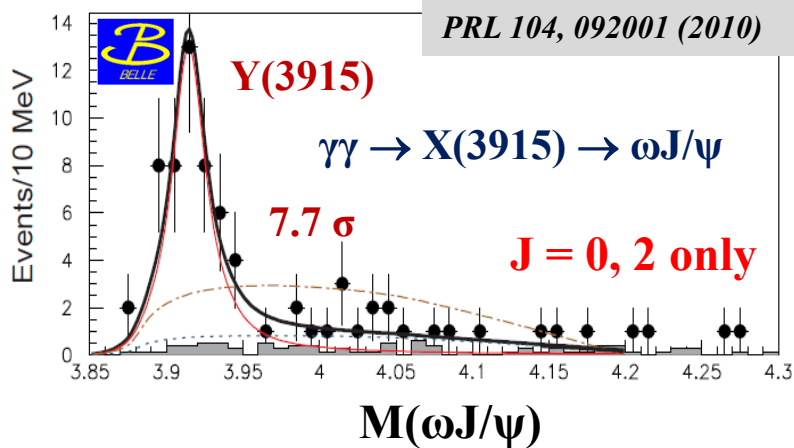 PRL 104, 092001 (2010)
B
BELLE
Y(3915)
γγ → X(3915) → ωJ/ψ
7.7 σ
J = 0, 2 only
Events/10 MeV
14
12
10
8
6
4
2
0
3.85 3.9 3.95 4 4.05 4.1 4.15 4.2 4.25 4.3
M(ωJ/ψ)